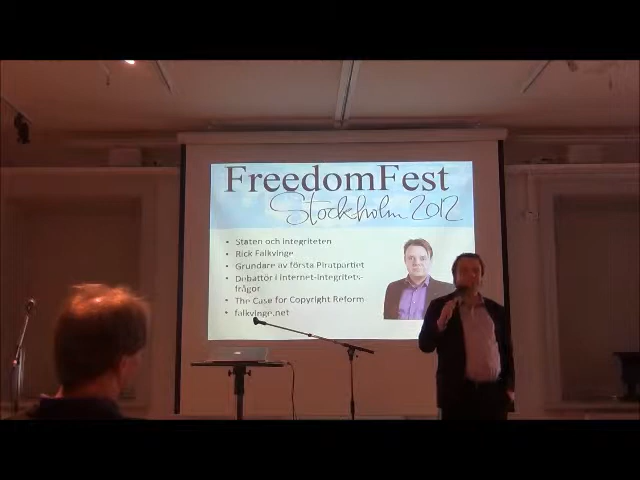 FreedomFest
Stockholm 2012
• Staten och integriteten
• Rick Falkvinge
• Grundare av första Piratpartiet
• Debattör i Internet-integritets-
frågor
• The Case for Copyright Reform
• falkvinge.net